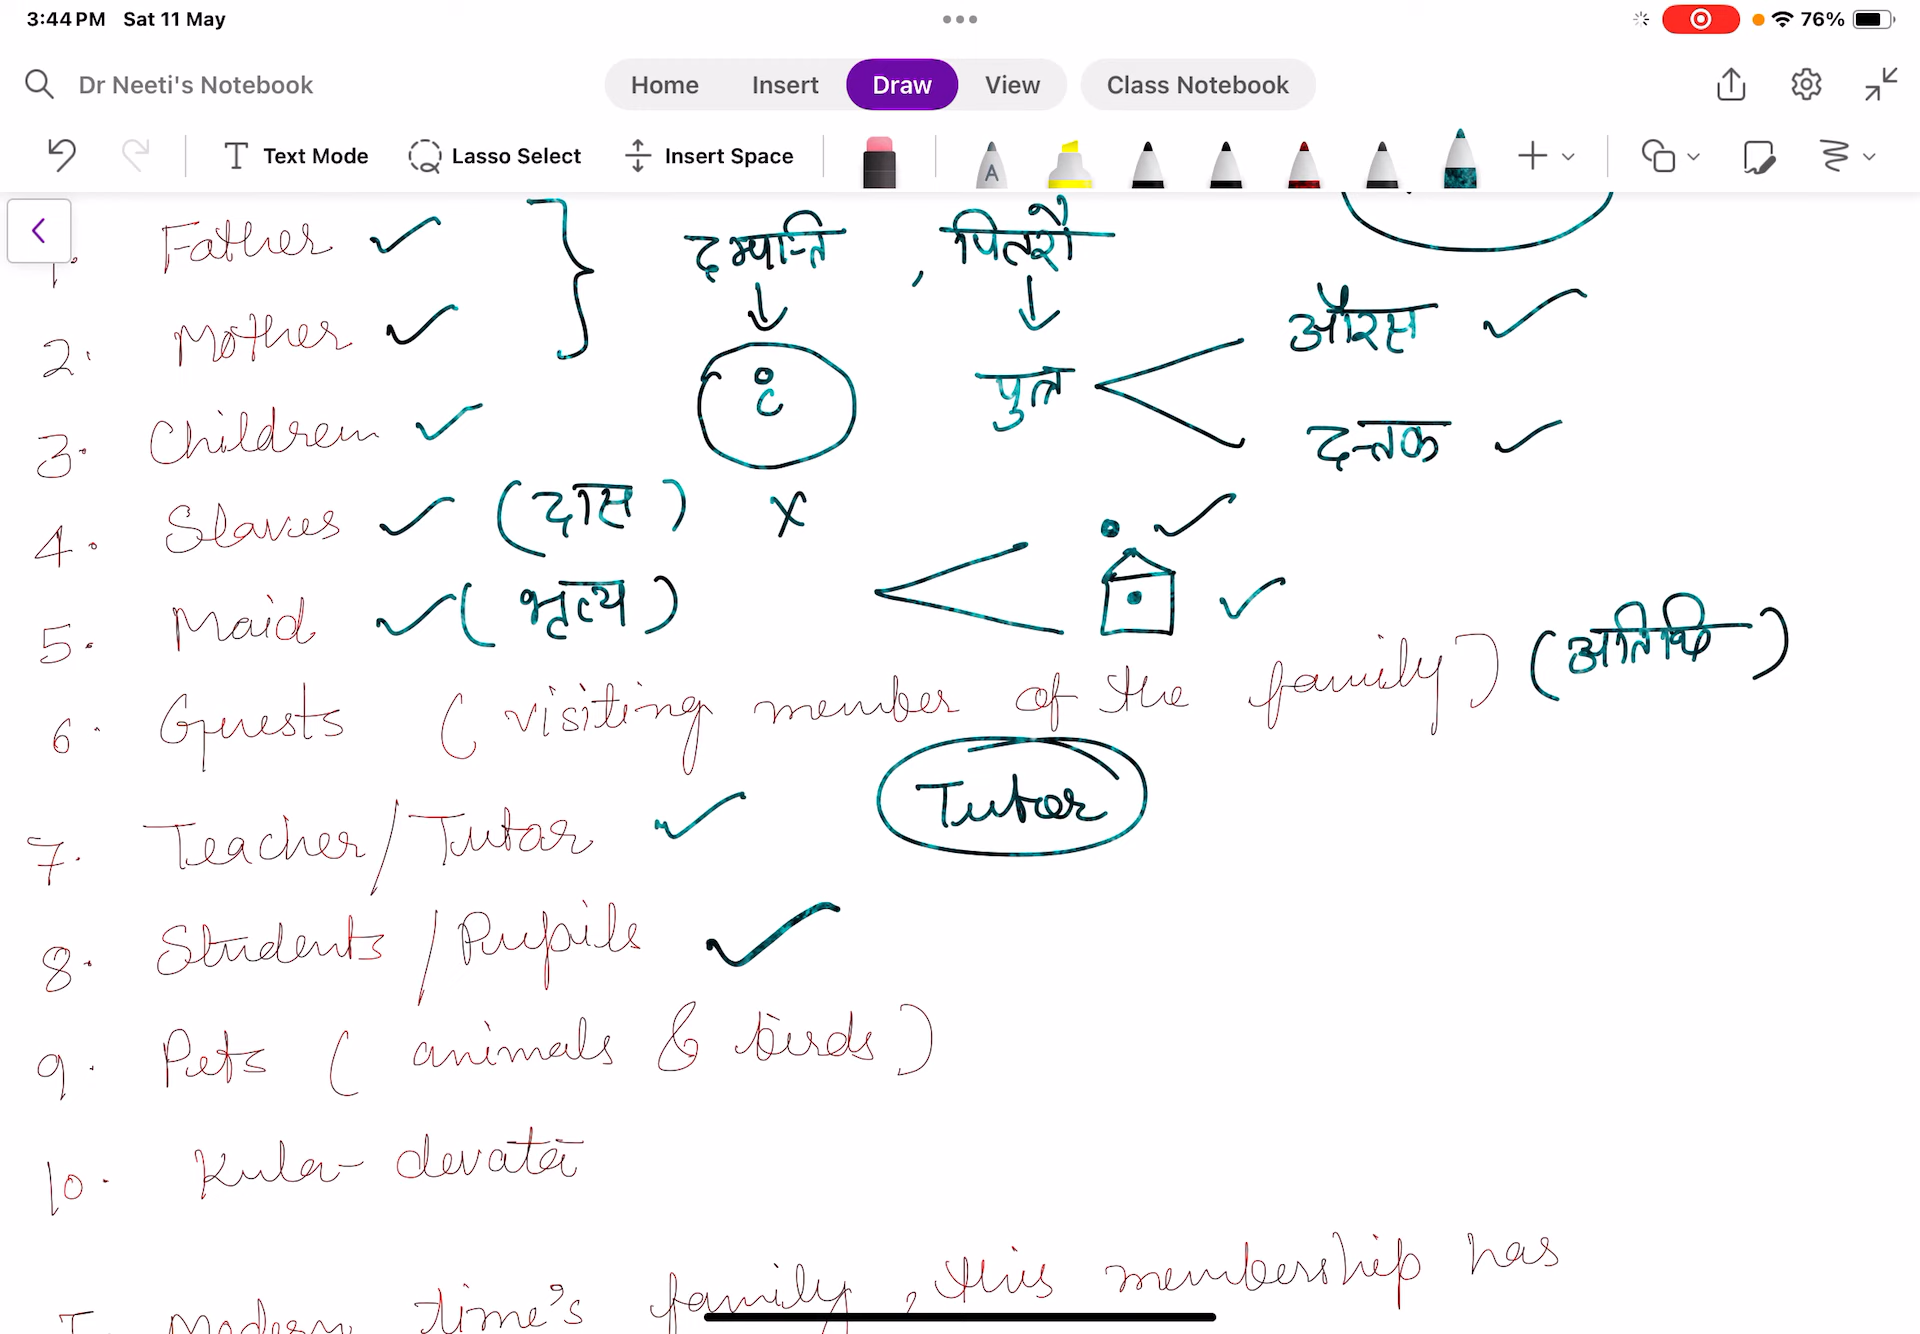 3:44 PM Sat 11 May 76%
Dr Neeti's Notebook Home Insert Draw View Class Notebook
Text Mode Lasso Select Insert Space
1. Father दम्पत्ति , पितरौ
2. Mother औरस
3. Children पुत्र दत्तक
4. Slaves (दास) X
5. Maid (भृत्य)
6. Guests (visiting member of the family) (अतिथि)
7. Teacher/Tutor Tutor
8. Students/Pupils
9. Pets (animals & birds)
10. Kula-devatā
Modern time's family, this membership has